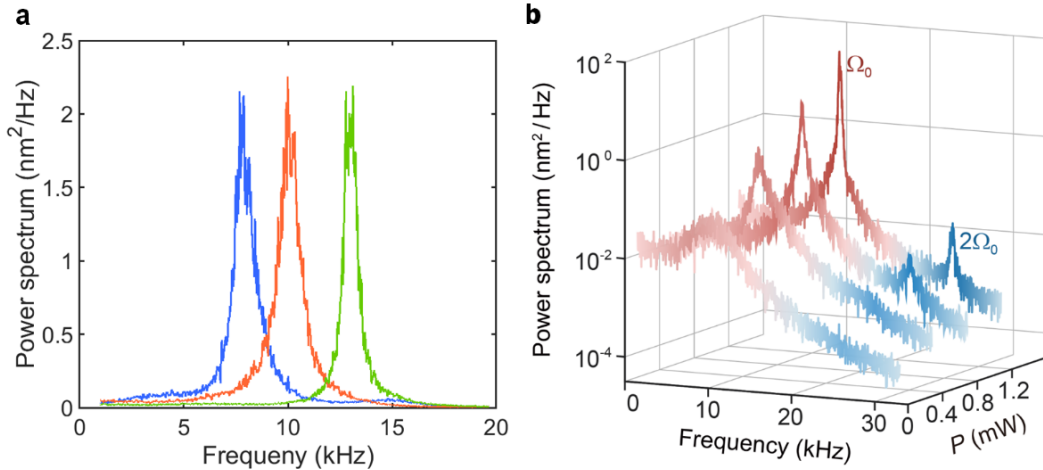 a
Power spectrum (nm²/Hz)
2.5
2
1.5
1
0.5
0
0
5
10
15
20
Frequeny (kHz)
b
Power spectrum (nm²/ Hz)
10²
10⁰
10⁻²
10⁻⁴
Ω₀
2Ω₀
0
10
20
30
Frequency (kHz)
0
0.4
0.8
1.2
P (mW)